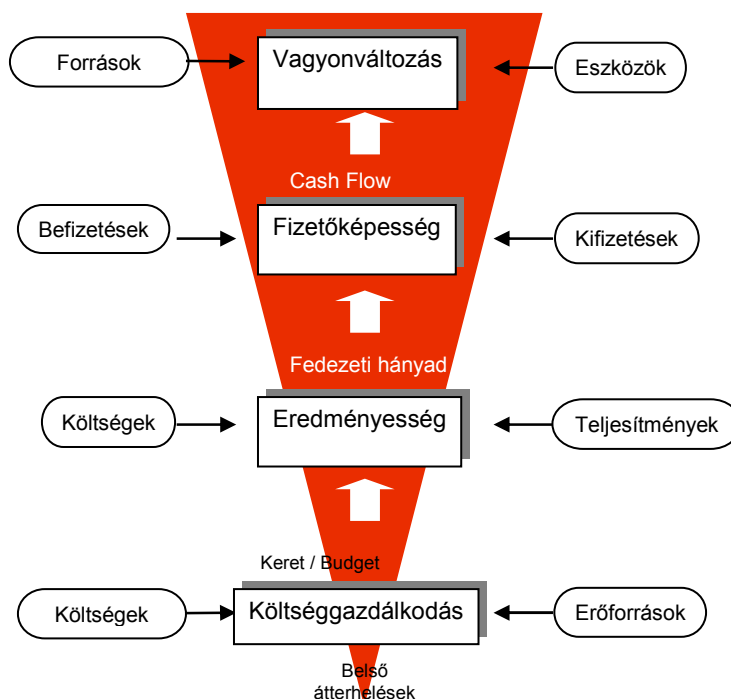 Források
Vagyonváltozás
Eszközök
Cash Flow
Befizetések
Fizetőképesség
Kifizetések
Fedezeti hányad
Költségek
Eredményesség
Teljesítmények
Keret / Budget
Költségek
Költséggazdálkodás
Erőforrások
Belső
átterhelések